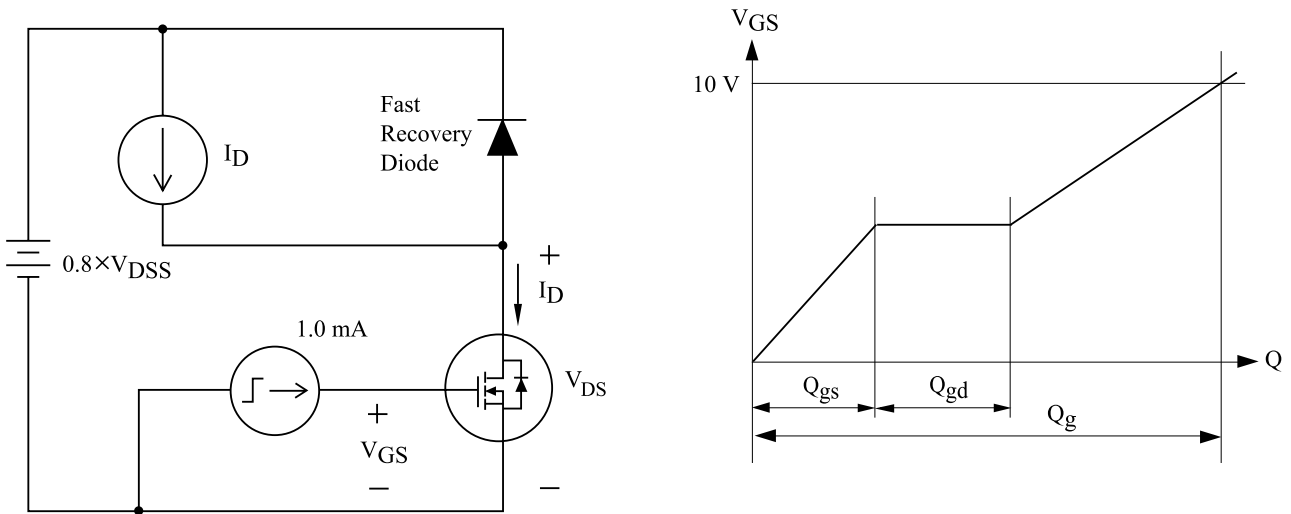 I_D
Fast
Recovery
Diode
0.8×V_DSS
+
I_D
1.0 mA
V_DS
+
V_GS
−
−
V_GS
10 V
Q
Q_gs
Q_gd
Q_g